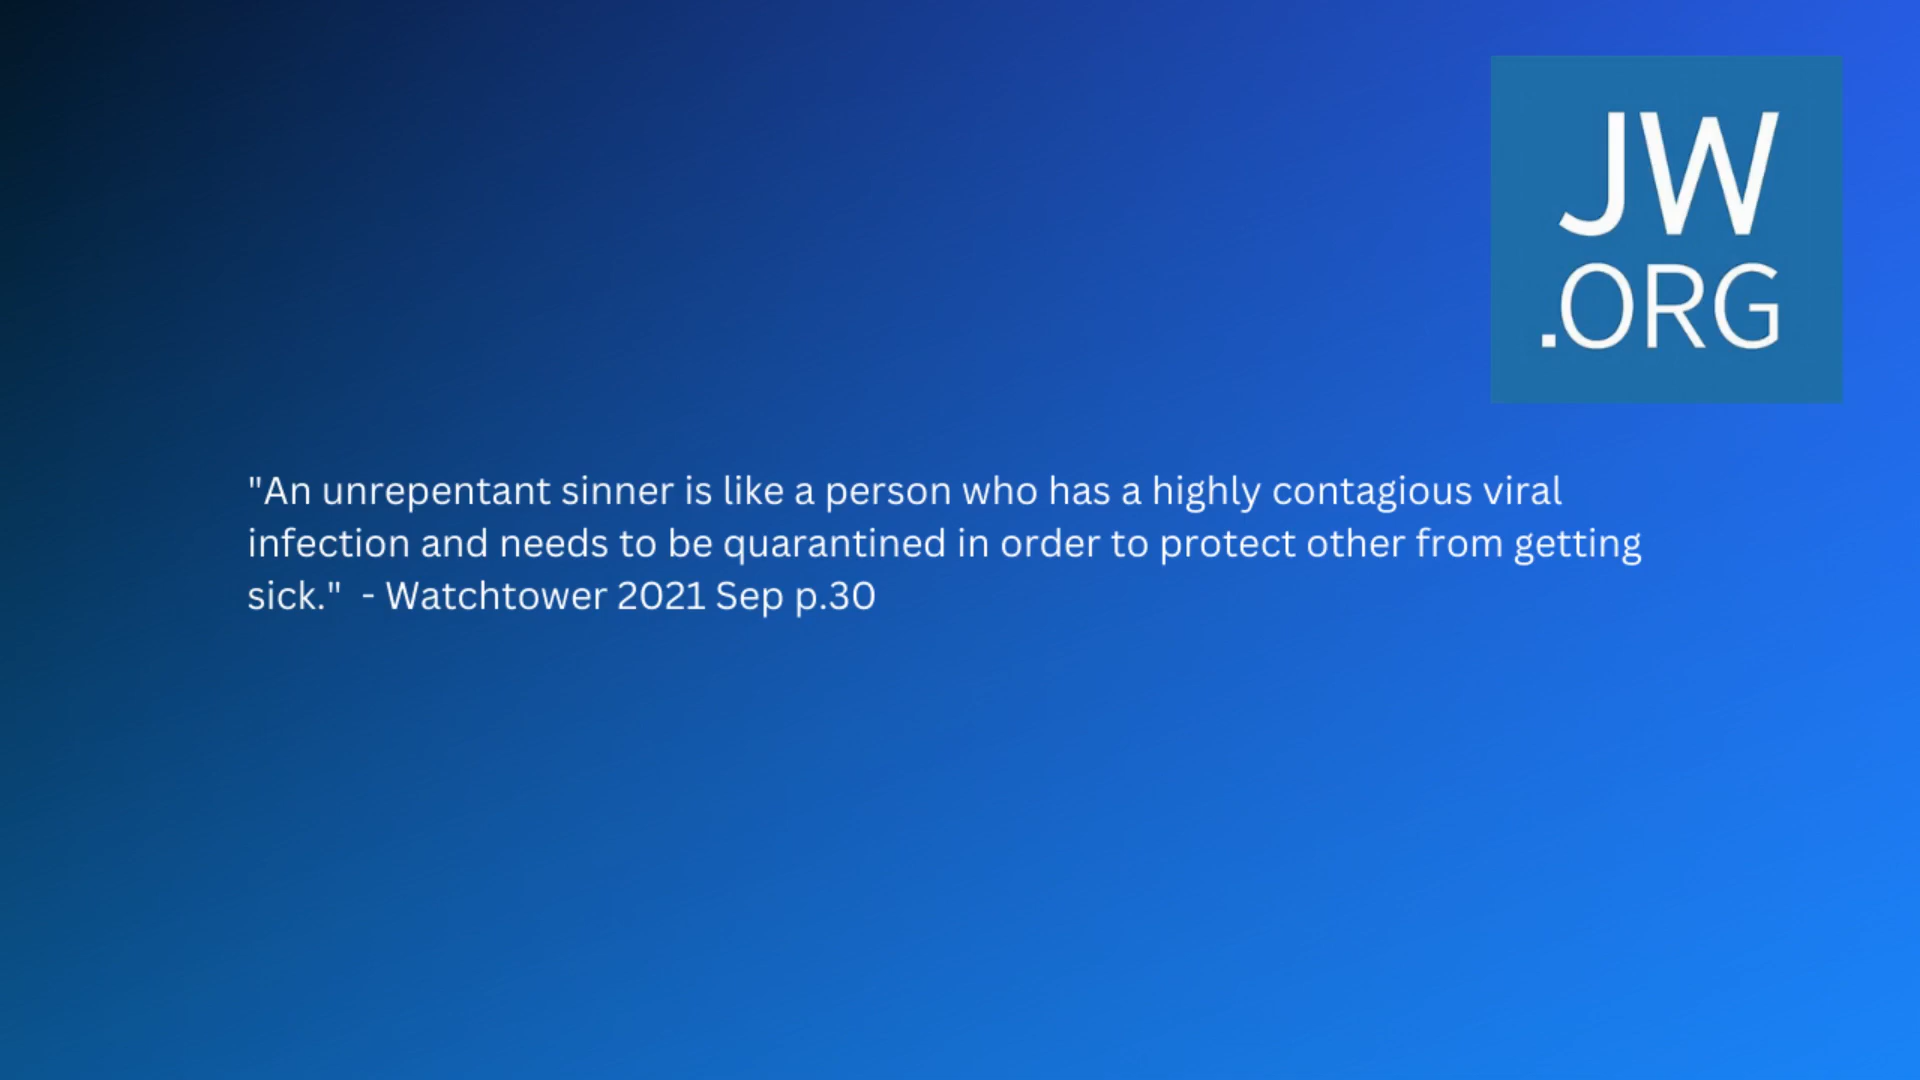 JW
.ORG
"An unrepentant sinner is like a person who has a highly contagious viral
infection and needs to be quarantined in order to protect other from getting
sick."  - Watchtower 2021 Sep p.30